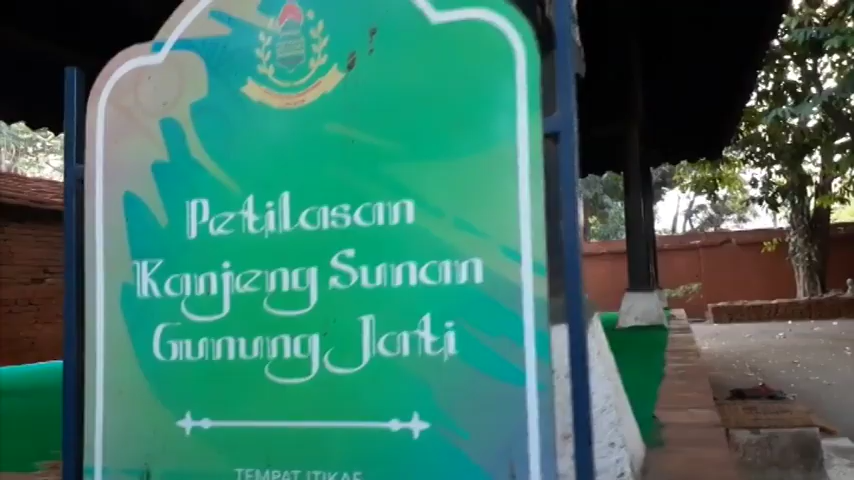 Petilasan
Kanjeng Sunan
Gunung Jati
TEMPAT ITIKAF